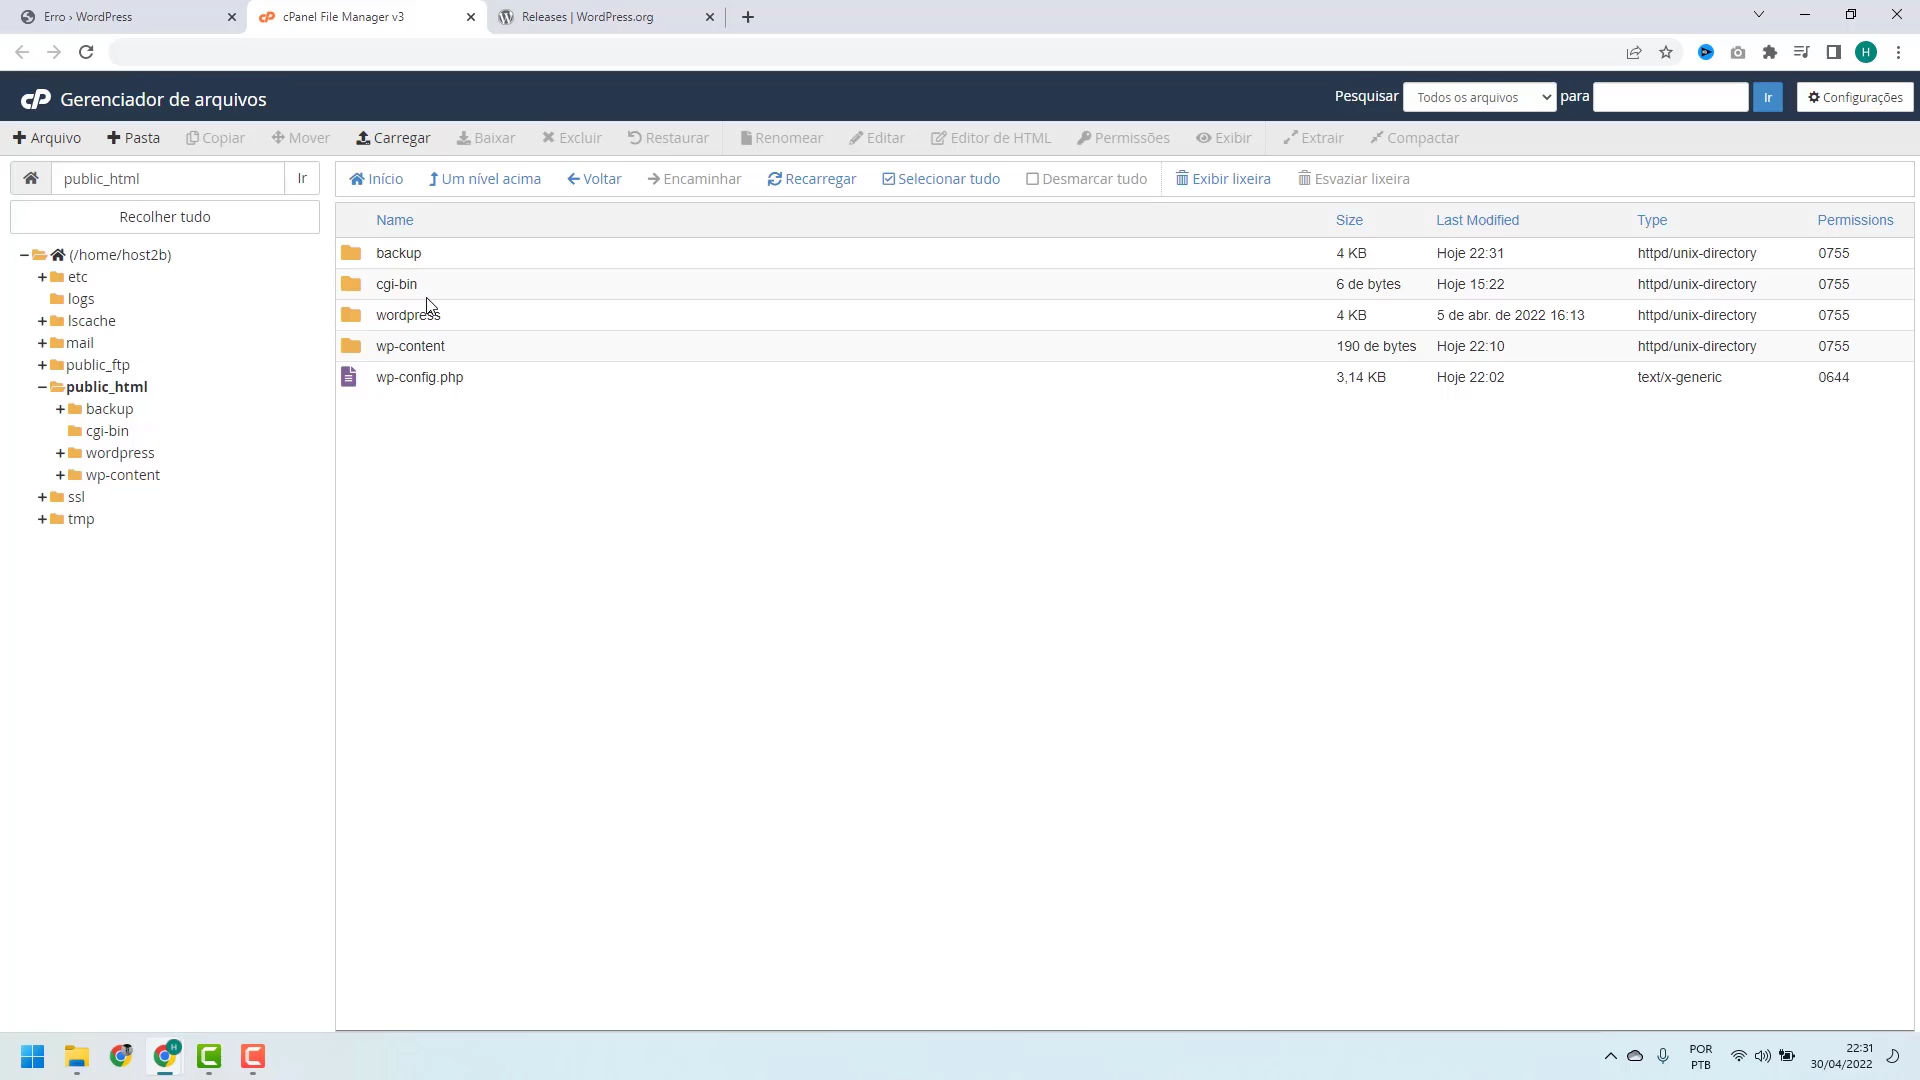 Erro › WordPress
cPanel File Manager v3
Releases | WordPress.org
H
cP Gerenciador de arquivos
Pesquisar Todos os arquivos para Ir Configurações
Arquivo Pasta Copiar Mover Carregar Baixar Excluir Restaurar Renomear Editar Editor de HTML Permissões Exibir Extrair Compactar
public_html Ir
Início Um nível acima Voltar Encaminhar Recarregar Selecionar tudo Desmarcar tudo Exibir lixeira Esvaziar lixeira
Recolher tudo
(/home/host2b)
etc
logs
lscache
mail
public_ftp
public_html
backup
cgi-bin
wordpress
wp-content
ssl
tmp
Name Size Last Modified Type Permissions
backup 4 KB Hoje 22:31 httpd/unix-directory 0755
cgi-bin 6 de bytes Hoje 15:22 httpd/unix-directory 0755
wordpress 4 KB 5 de abr. de 2022 16:13 httpd/unix-directory 0755
wp-content 190 de bytes Hoje 22:10 httpd/unix-directory 0755
wp-config.php 3,14 KB Hoje 22:02 text/x-generic 0644
H
POR
PTB
22:31
30/04/2022